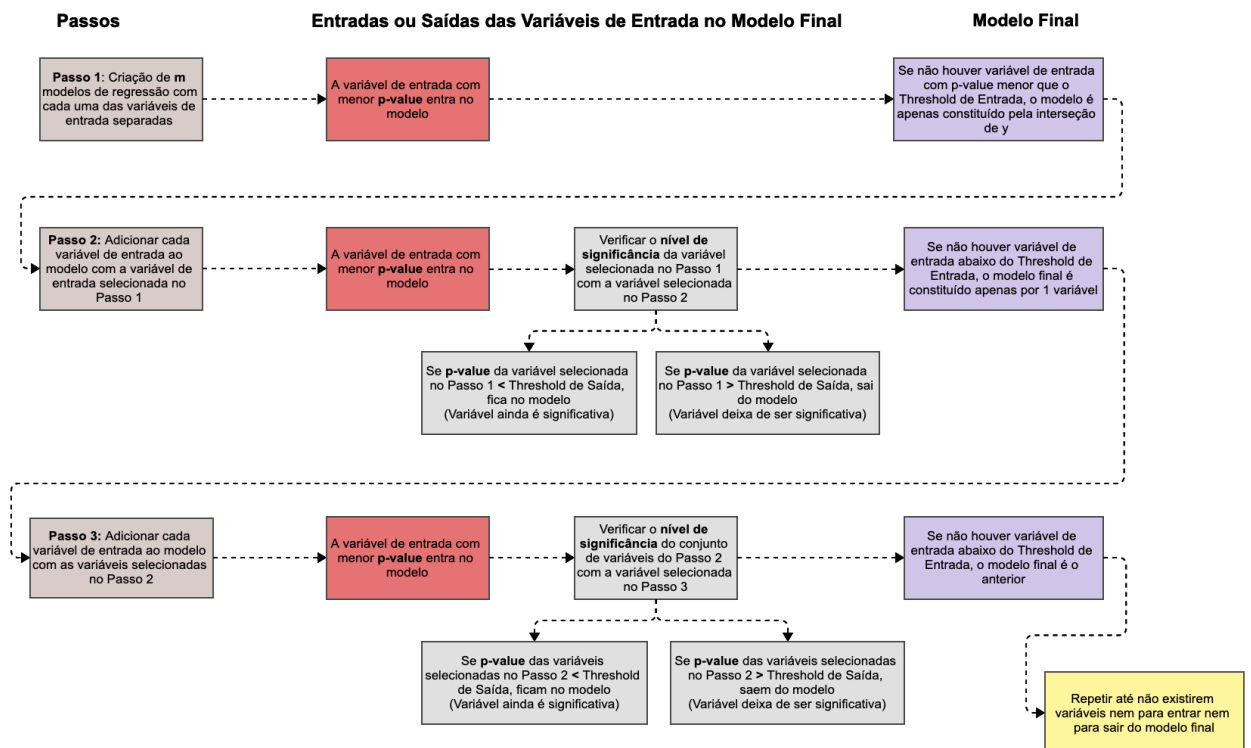 Passos
Entradas ou Saídas das Variáveis de Entrada no Modelo Final
Modelo Final
Passo 1: Criação de m
modelos de regressão com
cada uma das variáveis de
entrada separadas
A variável de entrada com
menor p-value entra no
modelo
Se não houver variável de entrada
com p-value menor que o
Threshold de Entrada, o modelo é
apenas constituído pela interseção
de y
Passo 2: Adicionar cada
variável de entrada ao
modelo com a variável de
entrada selecionada no
Passo 1
A variável de entrada com
menor p-value entra no
modelo
Verificar o nível de
significância da variável
selecionada no Passo 1
com a variável selecionada
no Passo 2
Se não houver variável de
entrada abaixo do Threshold de
Entrada, o modelo final é
constituído apenas por 1 variável
Se p-value da variável selecionada
no Passo 1 < Threshold de Saída,
fica no modelo
(Variável ainda é significativa)
Se p-value da variável selecionada
no Passo 1 > Threshold de Saída, sai
do modelo
(Variável deixa de ser significativa)
Passo 3: Adicionar cada
variável de entrada ao modelo
com as variáveis selecionadas
no Passo 2
A variável de entrada com
menor p-value entra no
modelo
Verificar o nível de
significância do conjunto
de variáveis do Passo 2
com a variável selecionada
no Passo 3
Se não houver variável de
entrada abaixo do Threshold de
Entrada, o modelo final é o
anterior
Se p-value das variáveis
selecionadas no Passo 2 < Threshold
de Saída, ficam no modelo
(Variável ainda é significativa)
Se p-value das variáveis selecionadas
no Passo 2 > Threshold de Saída,
saem do modelo
(Variável deixa de ser significativa)
Repetir até não existirem
variáveis nem para entrar nem
para sair do modelo final